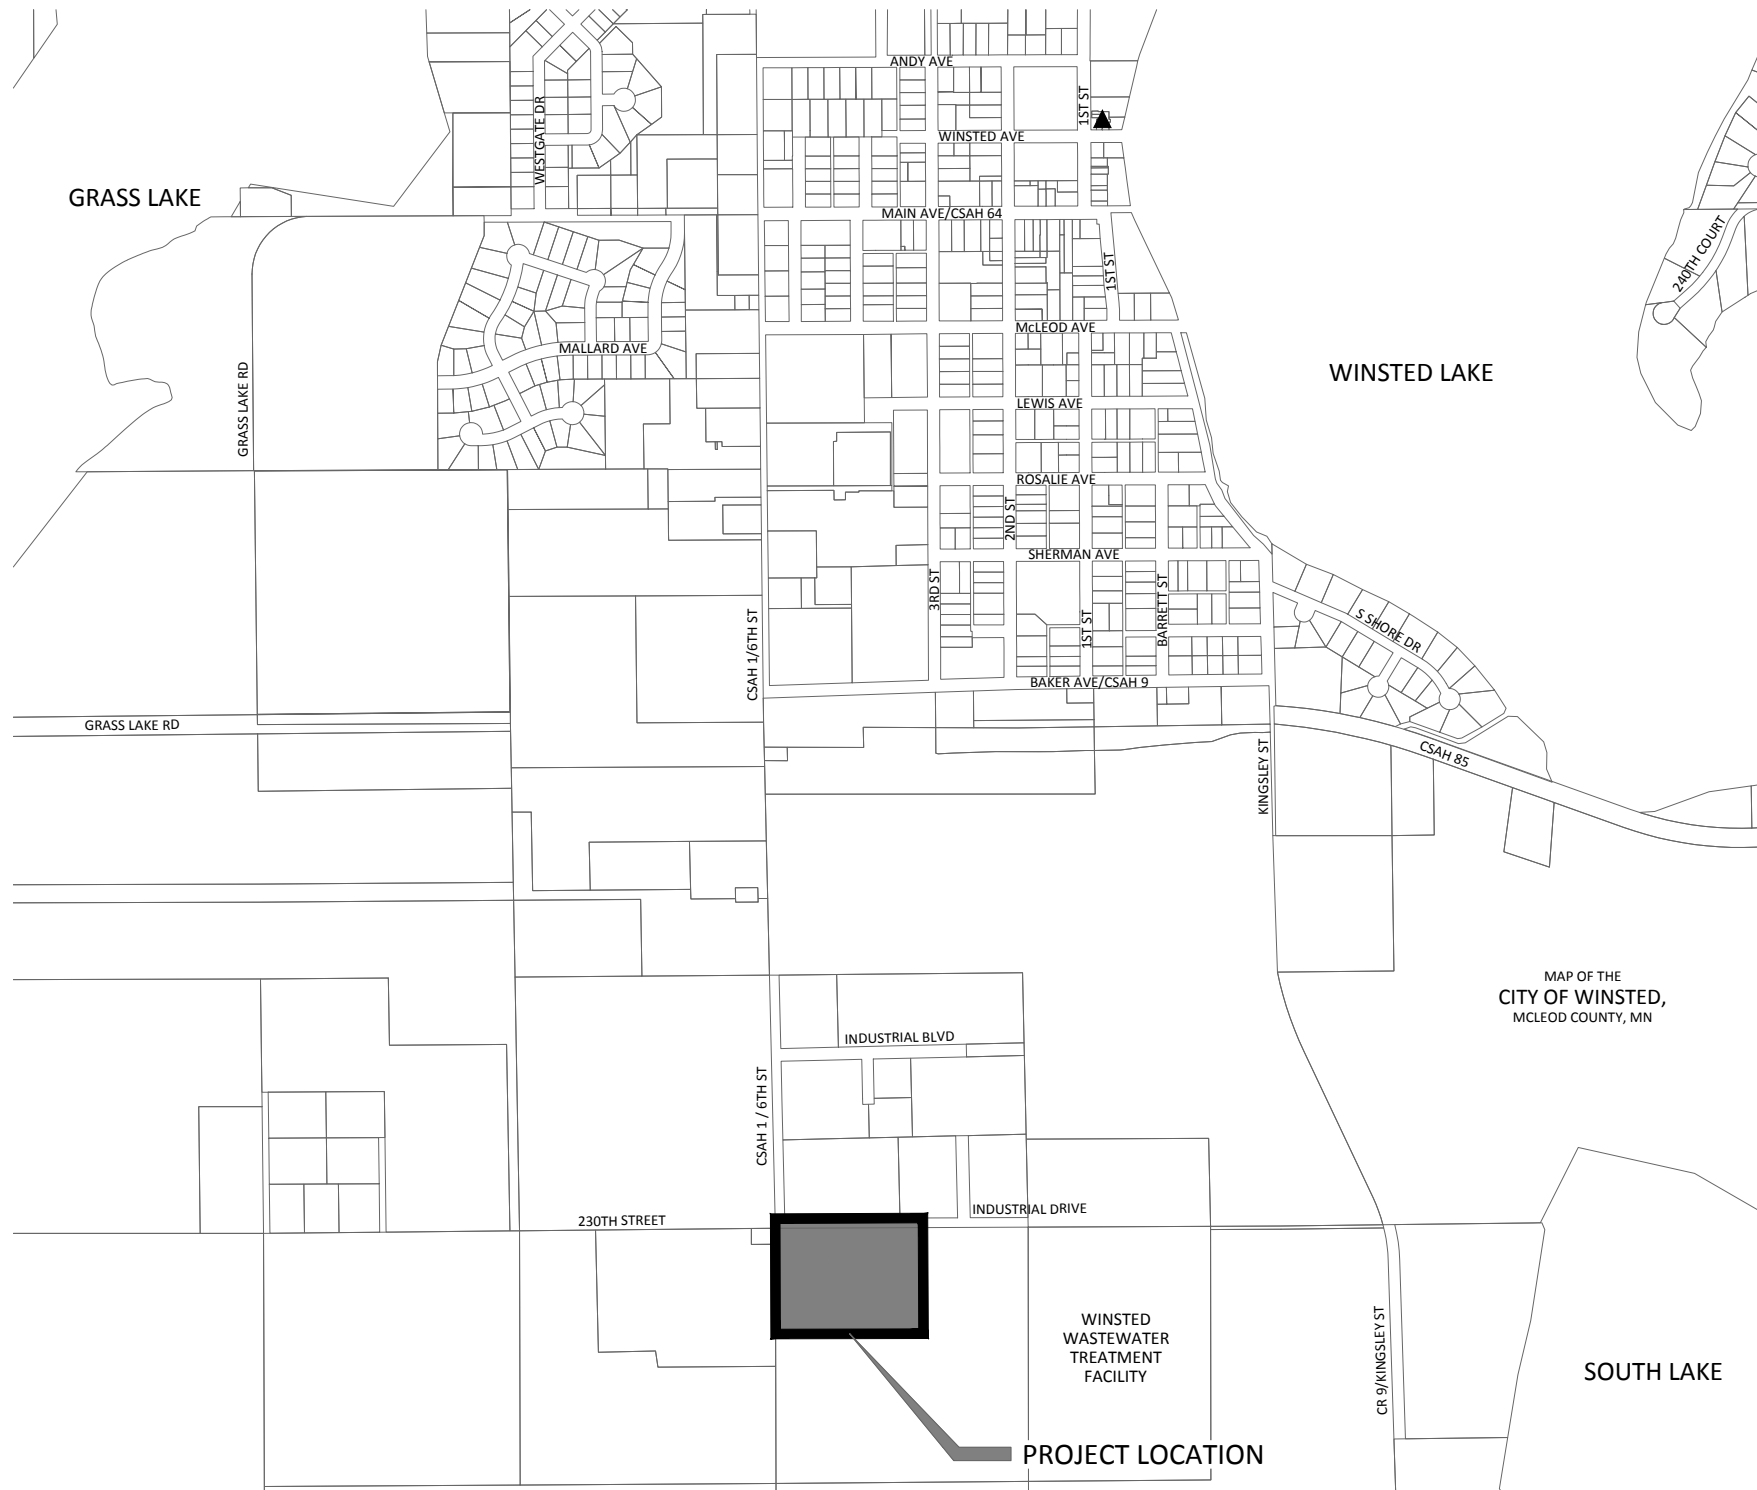 ANDY AVE
1ST ST
WESTGATE DR
WINSTED AVE
GRASS LAKE
MAIN AVE/CSAH 64
240TH COURT
1ST ST
McLEOD AVE
MALLARD AVE
GRASS LAKE RD
WINSTED LAKE
LEWIS AVE
ROSALIE AVE
2ND ST
SHERMAN AVE
3RD ST
BARRETT ST
1ST ST
S SHORE DR
CSAH 1/6TH ST
BAKER AVE/CSAH 9
GRASS LAKE RD
CSAH 85
KINGSLEY ST
MAP OF THE
CITY OF WINSTED,
MCLEOD COUNTY, MN
INDUSTRIAL BLVD
CSAH 1 / 6TH ST
INDUSTRIAL DRIVE
230TH STREET
WINSTED
WASTEWATER
TREATMENT
FACILITY
CR 9/KINGSLEY ST
SOUTH LAKE
PROJECT LOCATION